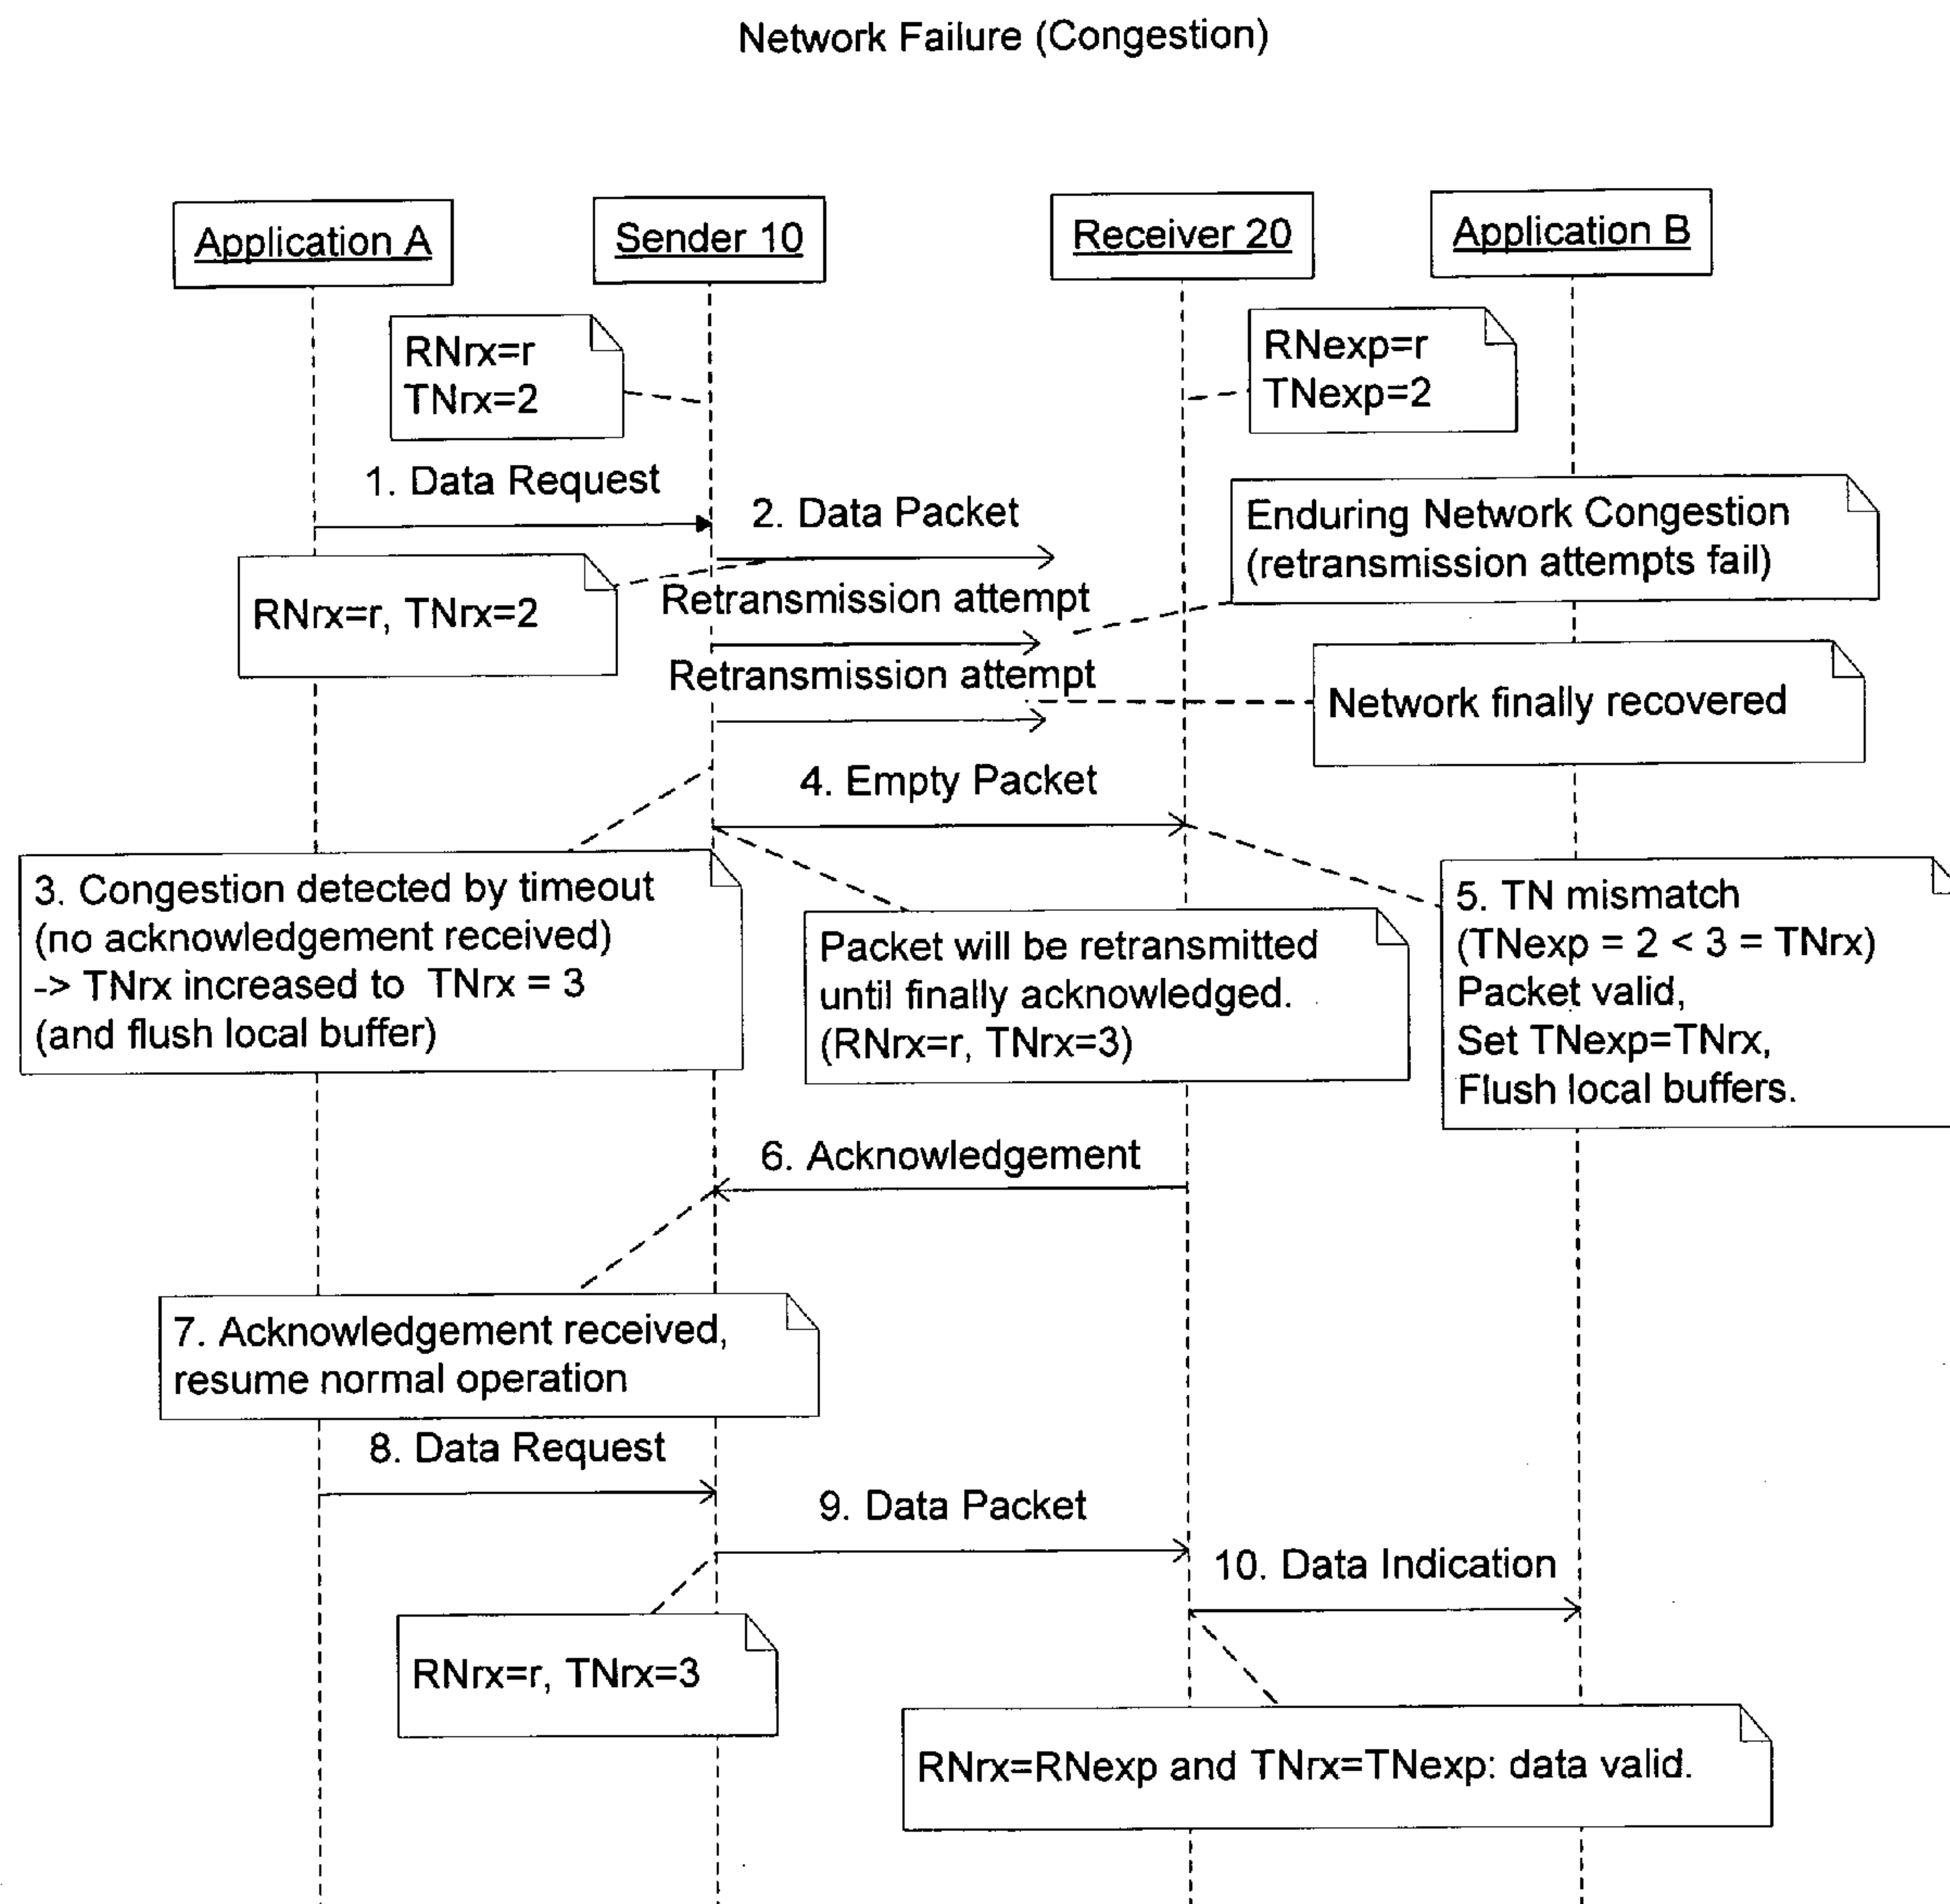 Network Failure (Congestion)
Application A
Sender 10
Receiver 20
Application B
RNrx=r
TNrx=2
RNexp=r
TNexp=2
1. Data Request
2. Data Packet
Enduring Network Congestion
(retransmission attempts fail)
RNrx=r, TNrx=2
Retransmission attempt
Retransmission attempt
Network finally recovered
4. Empty Packet
3. Congestion detected by timeout
(no acknowledgement received)
-> TNrx increased to TNrx = 3
(and flush local buffer)
Packet will be retransmitted
until finally acknowledged.
(RNrx=r, TNrx=3)
5. TN mismatch
(TNexp = 2 < 3 = TNrx)
Packet valid,
Set TNexp=TNrx,
Flush local buffers.
6. Acknowledgement
7. Acknowledgement received,
resume normal operation
8. Data Request
9. Data Packet
10. Data Indication
RNrx=r, TNrx=3
RNrx=RNexp and TNrx=TNexp: data valid.